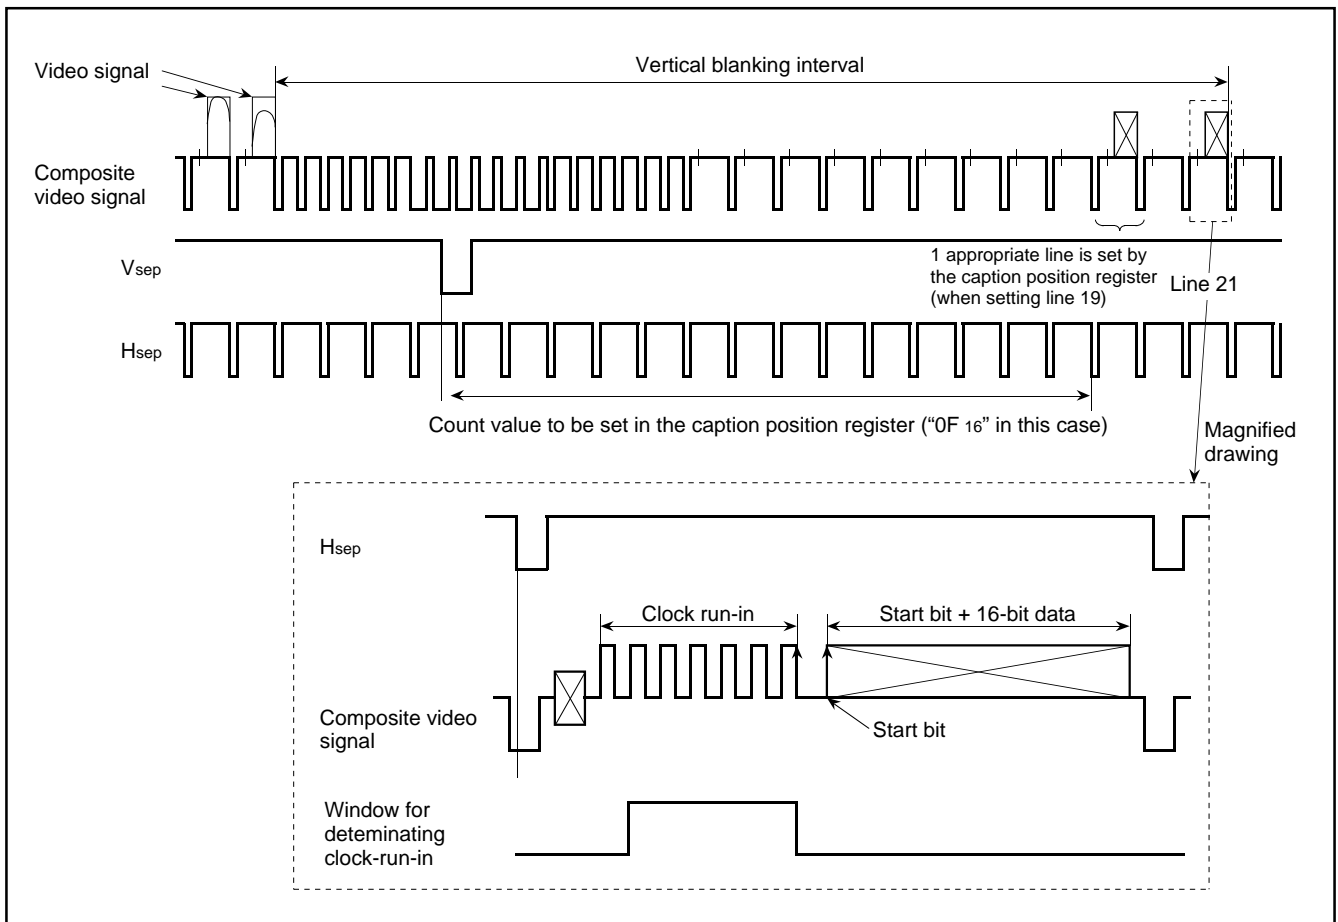 Video signal
Vertical blanking interval
Composite
video signal
Vsep
1 appropriate line is set by
the caption position register
(when setting line 19)
Line 21
Hsep
Count value to be set in the caption position register (“0F 16” in this case)
Magnified
drawing
Hsep
Clock run-in
Start bit + 16-bit data
Composite video
signal
Start bit
Window for
deteminating
clock-run-in